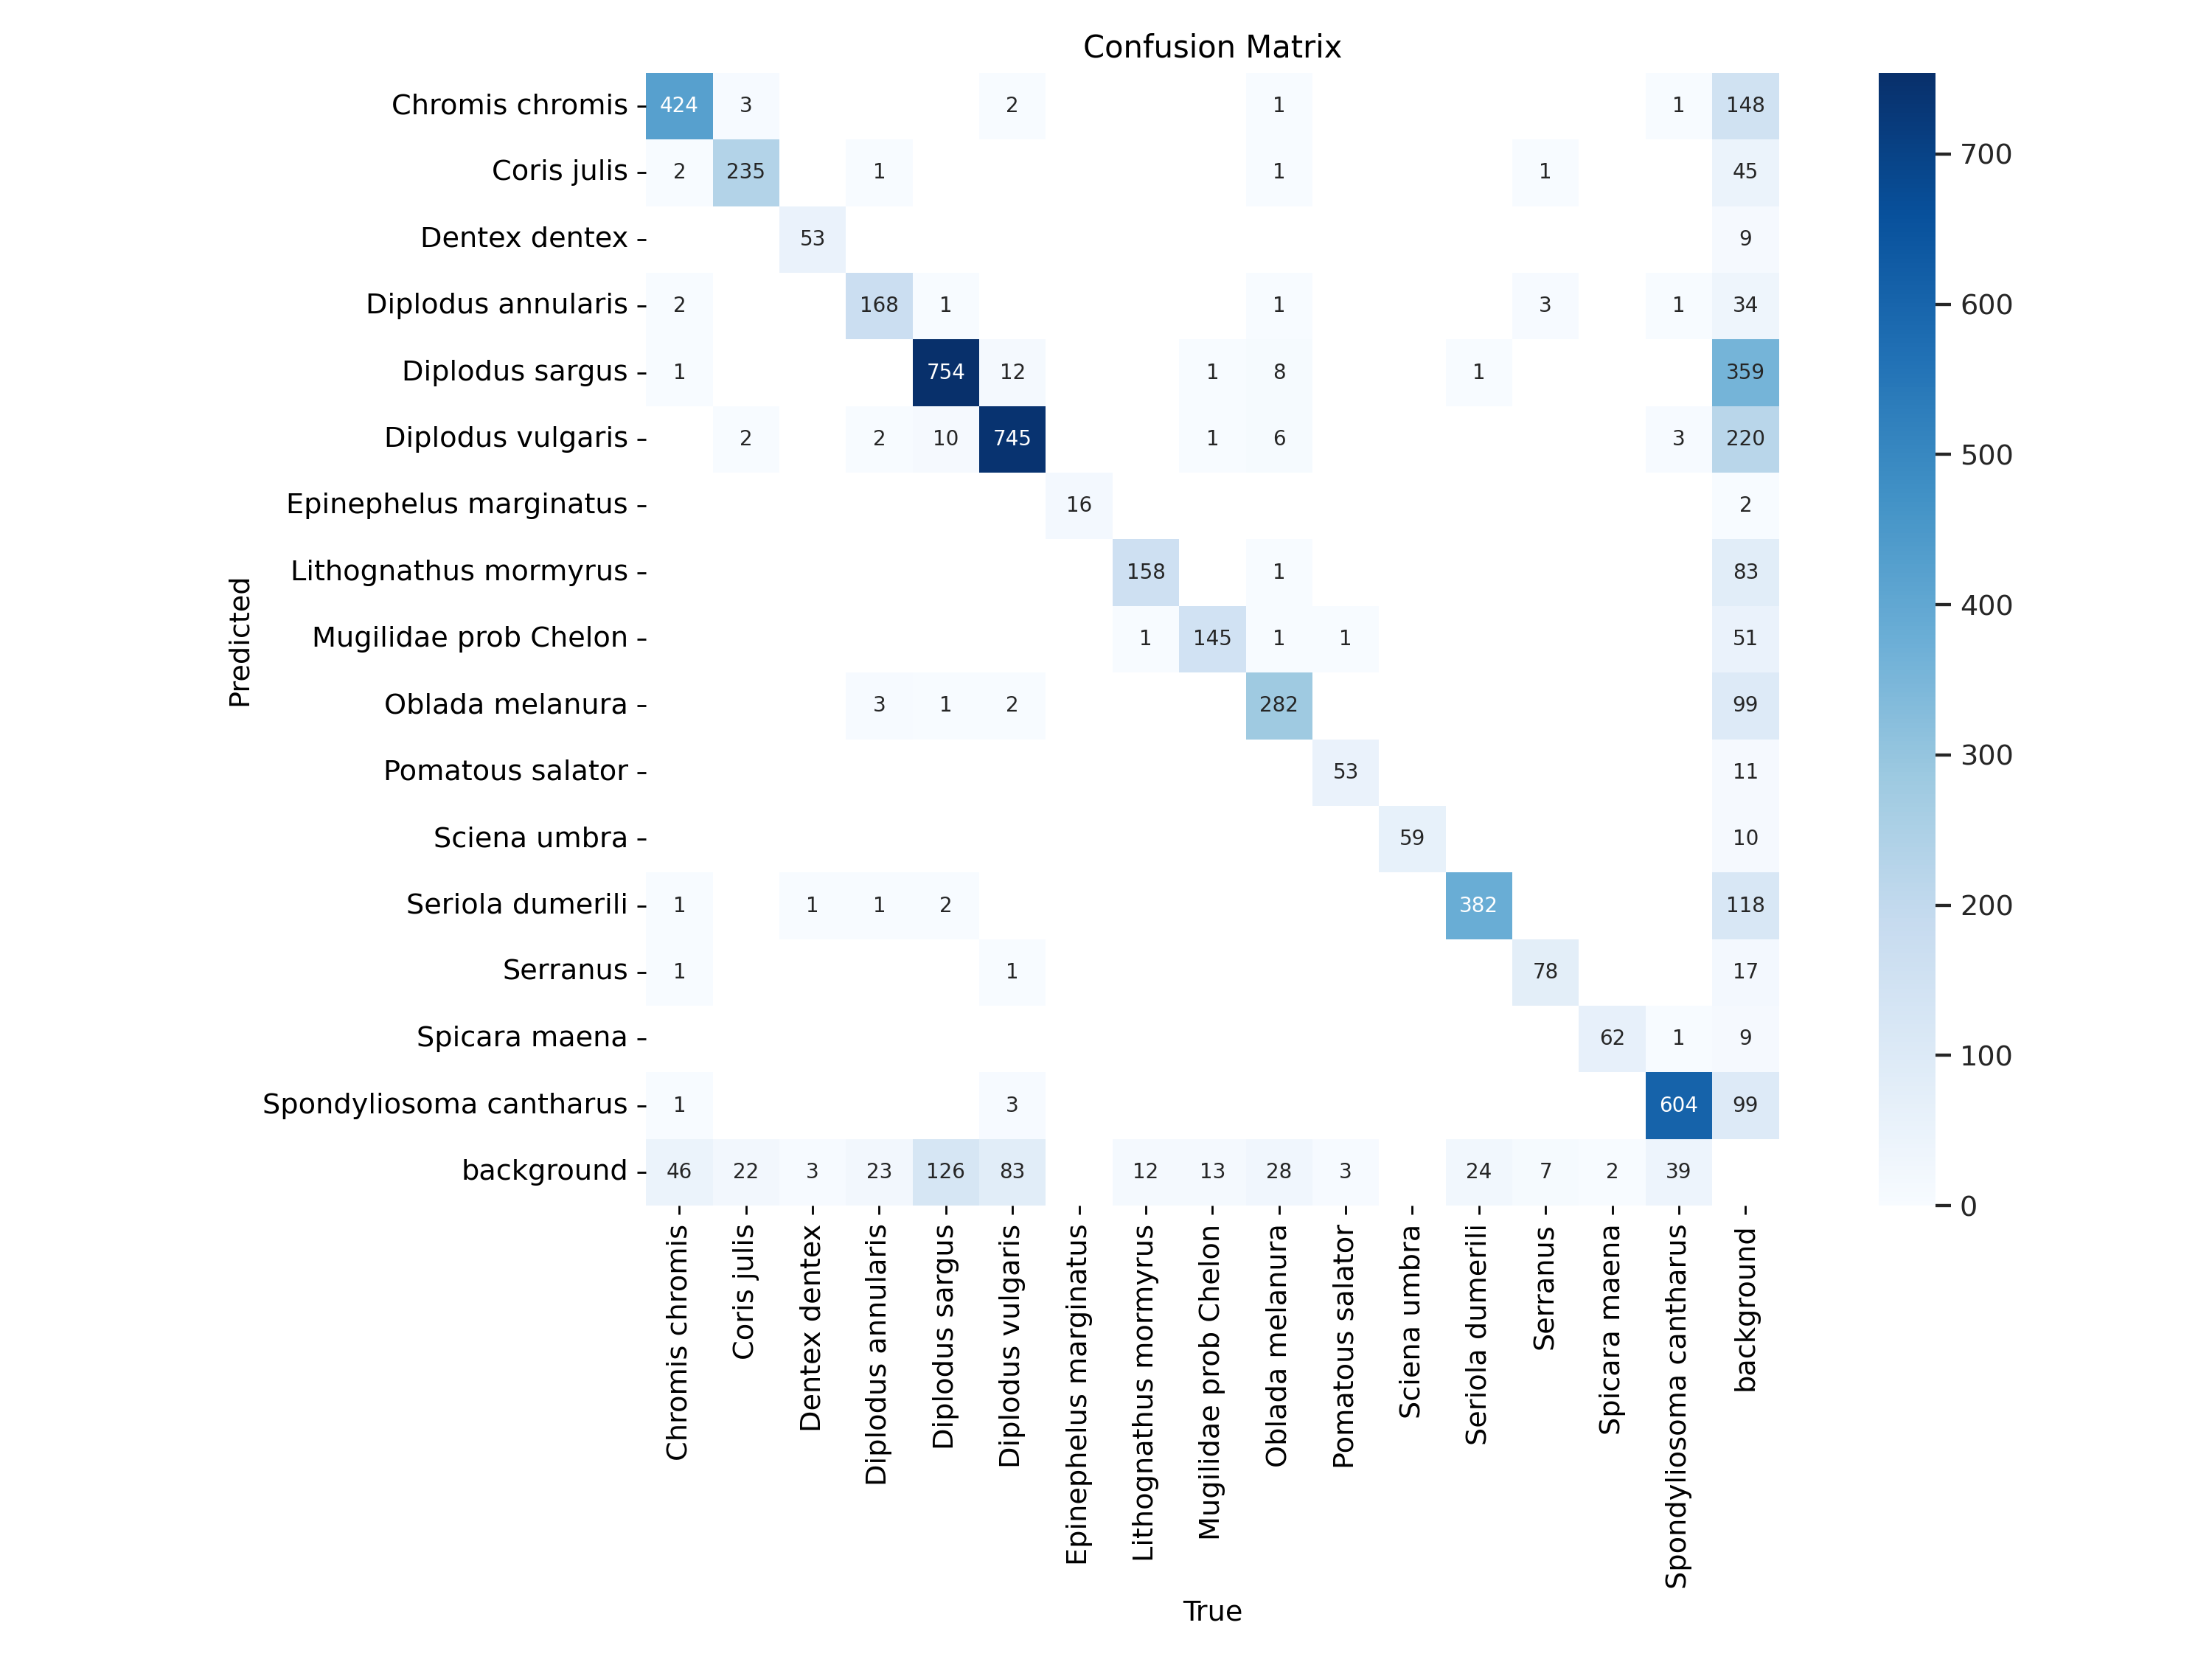 Confusion Matrix
Chromis chromis 424 3 2 1 1 148
Coris julis 2 235 1 1 1 45
Dentex dentex 53 9
Diplodus annularis 2 168 1 1 3 1 34
Diplodus sargus 1 754 12 1 8 1 359
Diplodus vulgaris 2 2 10 745 1 6 3 220
Epinephelus marginatus 16 2
Lithognathus mormyrus 158 1 83
Mugilidae prob Chelon 1 145 1 1 51
Oblada melanura 3 1 2 282 99
Pomatous salator 53 11
Sciena umbra 59 10
Seriola dumerili 1 1 1 2 382 118
Serranus 1 1 78 17
Spicara maena 62 1 9
Spondyliosoma cantharus 1 3 604 99
background 46 22 3 23 126 83 12 13 28 3 24 7 2 39
Predicted
Chromis chromis
Coris julis
Dentex dentex
Diplodus annularis
Diplodus sargus
Diplodus vulgaris
Epinephelus marginatus
Lithognathus mormyrus
Mugilidae prob Chelon
Oblada melanura
Pomatous salator
Sciena umbra
Seriola dumerili
Serranus
Spicara maena
Spondyliosoma cantharus
background
True
700
600
500
400
300
200
100
0